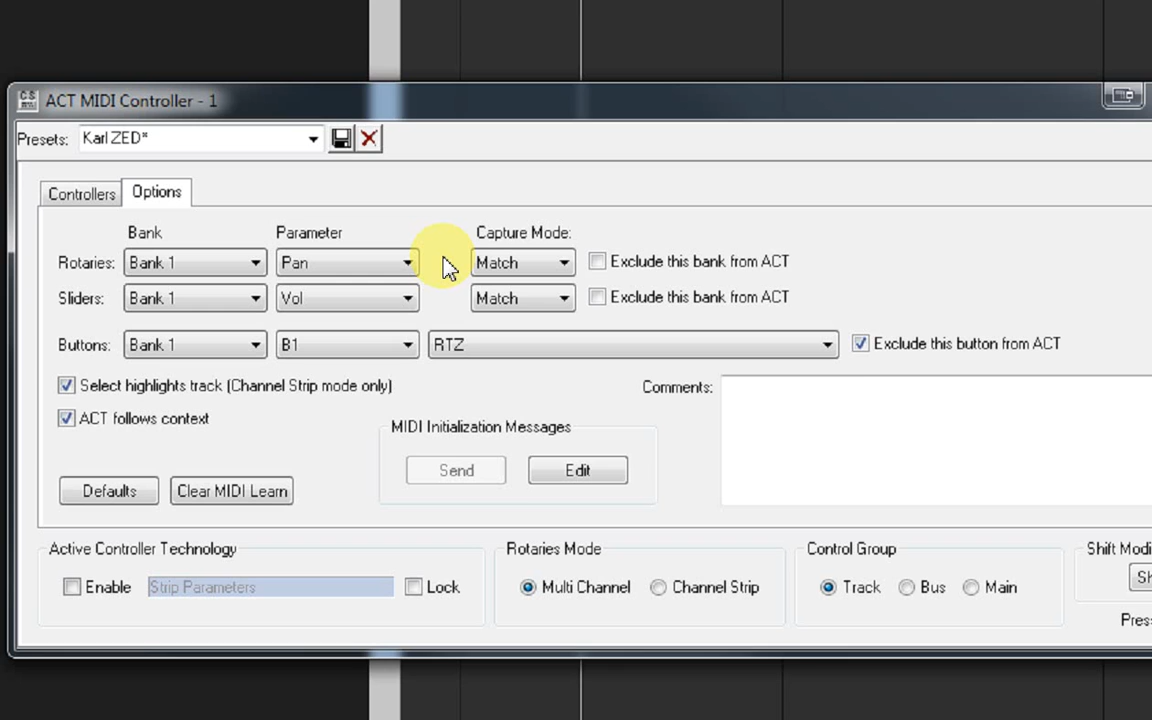 ACT MIDI Controller - 1
Presets: Karl ZED*
Controllers Options
Bank Parameter Capture Mode:
Rotaries: Bank 1 Pan Match Exclude this bank from ACT
Sliders: Bank 1 Vol Match Exclude this bank from ACT
Buttons: Bank 1 B1 RTZ Exclude this button from ACT
Select highlights track (Channel Strip mode only) Comments:
ACT follows context
MIDI Initialization Messages
Send Edit
Defaults Clear MIDI Learn
Active Controller Technology Rotaries Mode Control Group Shift Modi
Enable Strip Parameters Lock Multi Channel Channel Strip Track Bus Main Sh
Press